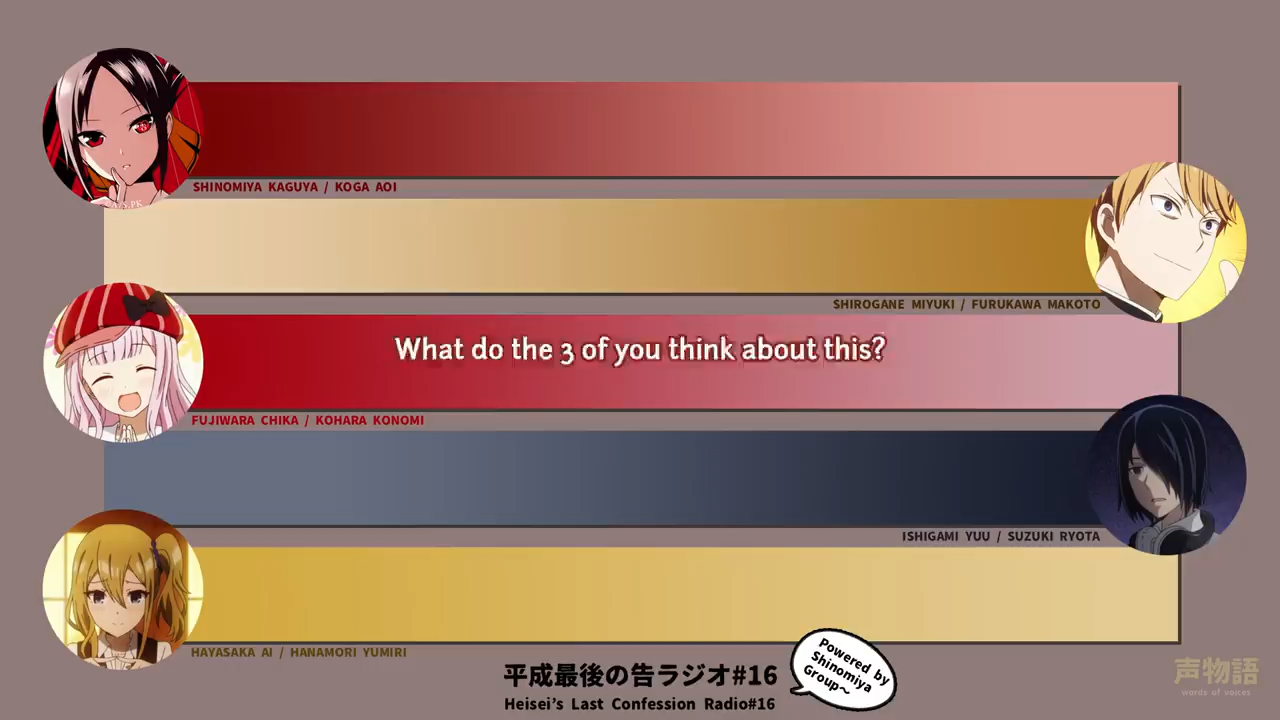 SHINOMIYA KAGUYA / KOGA AOI
SHIROGANE MIYUKI / FURUKAWA MAKOTO
What do the 3 of you think about this?
FUJIWARA CHIKA / KOHARA KONOMI
ISHIGAMI YUU / SUZUKI RYOTA
HAYASAKA AI / HANAMORI YUMIRI
平成最後の告ラジオ#16
Heisei's Last Confession Radio#16
Powered by
Shinomiya
Group~
声物語
words of voices